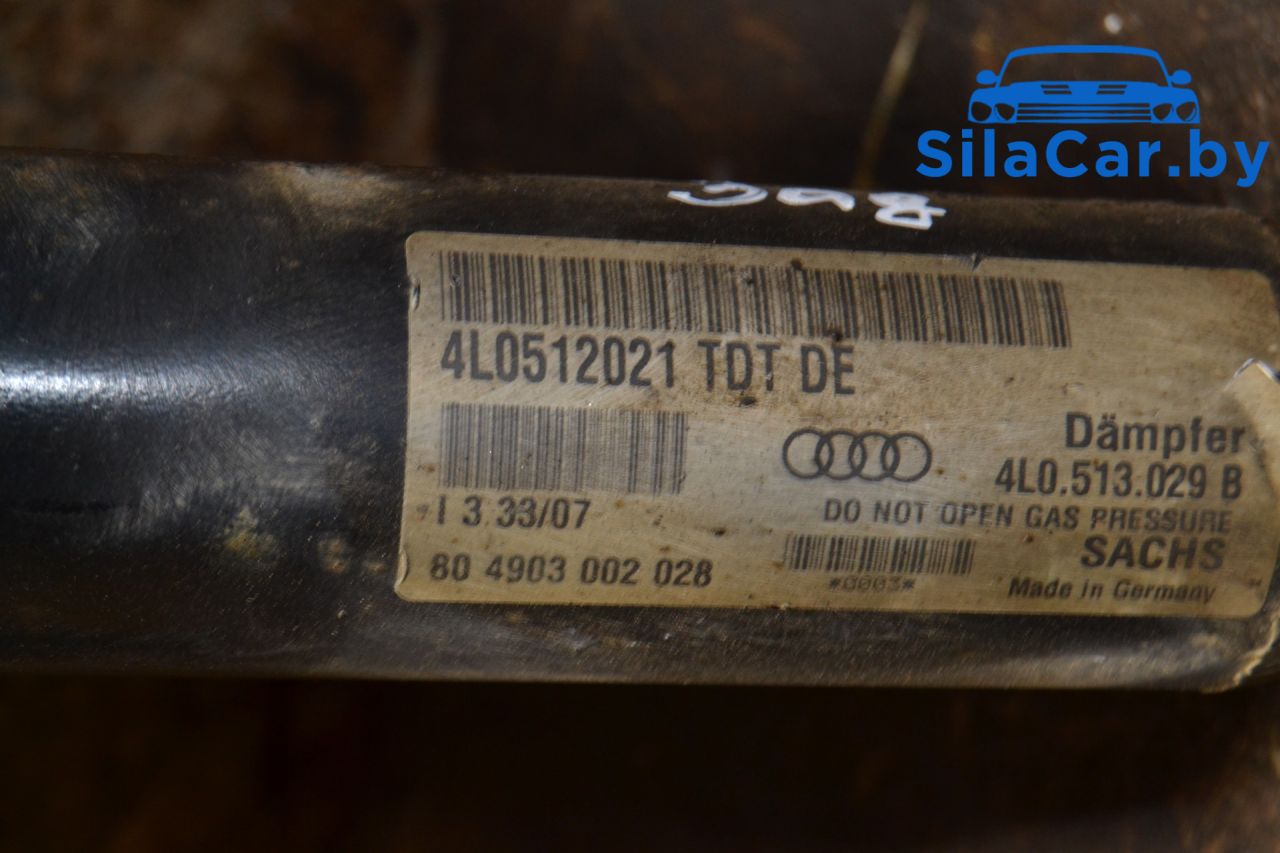 SilaCar.by
4L0512021 TDT DE
Dämpfer
4L0.513.029 B
I 3 33/07
DO NOT OPEN GAS PRESSURE
80 4903 002 028
SACHS
*0003*
Made in Germany